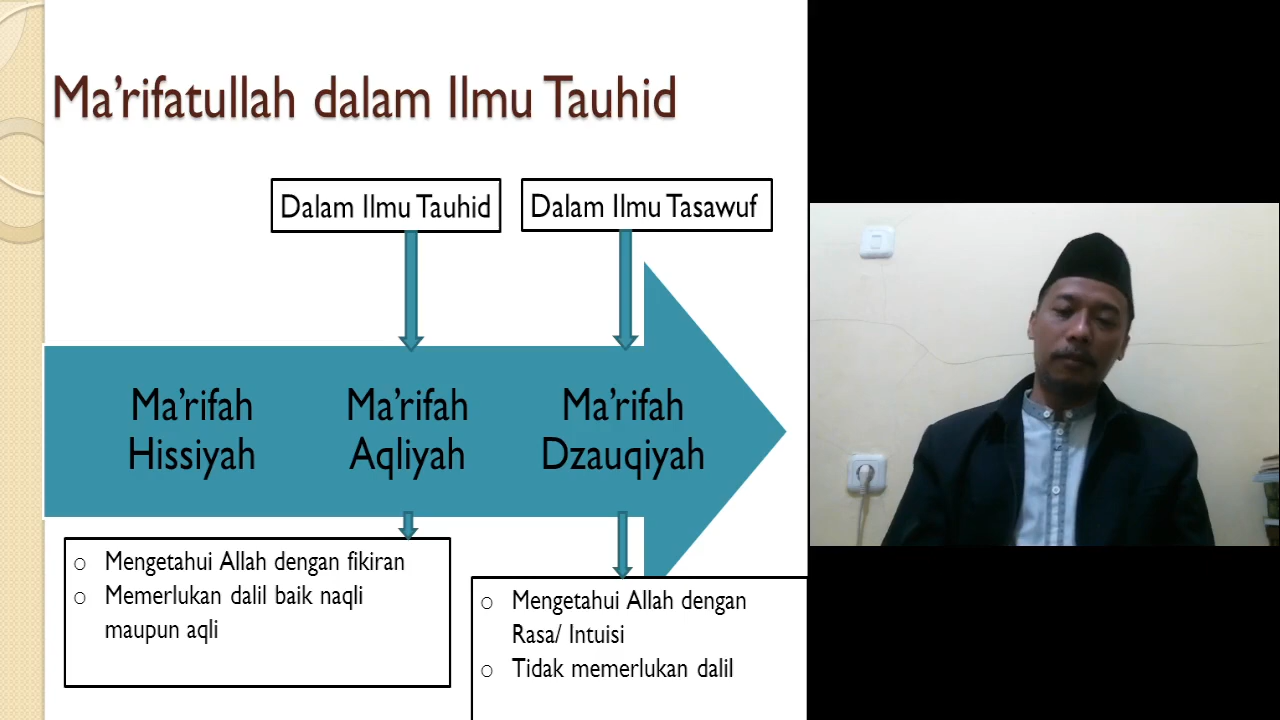 Ma'rifatullah dalam Ilmu Tauhid
Dalam Ilmu Tauhid
Dalam Ilmu Tasawuf
Ma'rifah
Hissiyah
Ma'rifah
Aqliyah
Ma'rifah
Dzauqiyah
o Mengetahui Allah dengan fikiran
o Memerlukan dalil baik naqli
maupun aqli
o Mengetahui Allah dengan
Rasa/ Intuisi
o Tidak memerlukan dalil